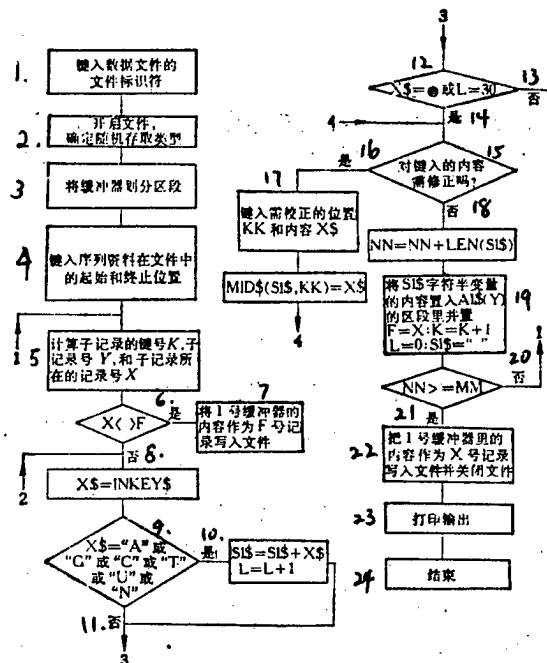 1. 键入数据文件的
文件标识符
2. 开启文件,
确定随机存取类型
3 将缓冲器划分区段
4 键入序列资料在文件中
的起始和终止位置
1
5 计算子记录的键号K,子
记录号 Y,和子记录所
在的记录号X
6. 是
X< >F
7
将1号缓冲器的
内容作为F号记
录写入文件
否 8.
2
X$=INKEY$
9.
X$="A"或
"G"或"C"或"T"
或"U"或
"N"
10.
是
SI$=SI$+X$
L=L+1
11. 否
3
3
12
X$= 或L=30
13
否
是 14
4
15
对键入的内容
需修正吗?
16
是
17
键入需校正的位置
KK和内容X$
MID$(SI$,KK)=X$
4
否 18
NN=NN+LEN(SI$)
19
将SI$字符半变量
的内容置入AI$(Y)
的区段里并置
F=X:K=K+1
L=0:SI$=" "
20
否
1
NN>=MM
21
是
22 把1号缓冲器里的
内容作为X号记录
写入文件并关闭文件
23 打印输出
24 结束